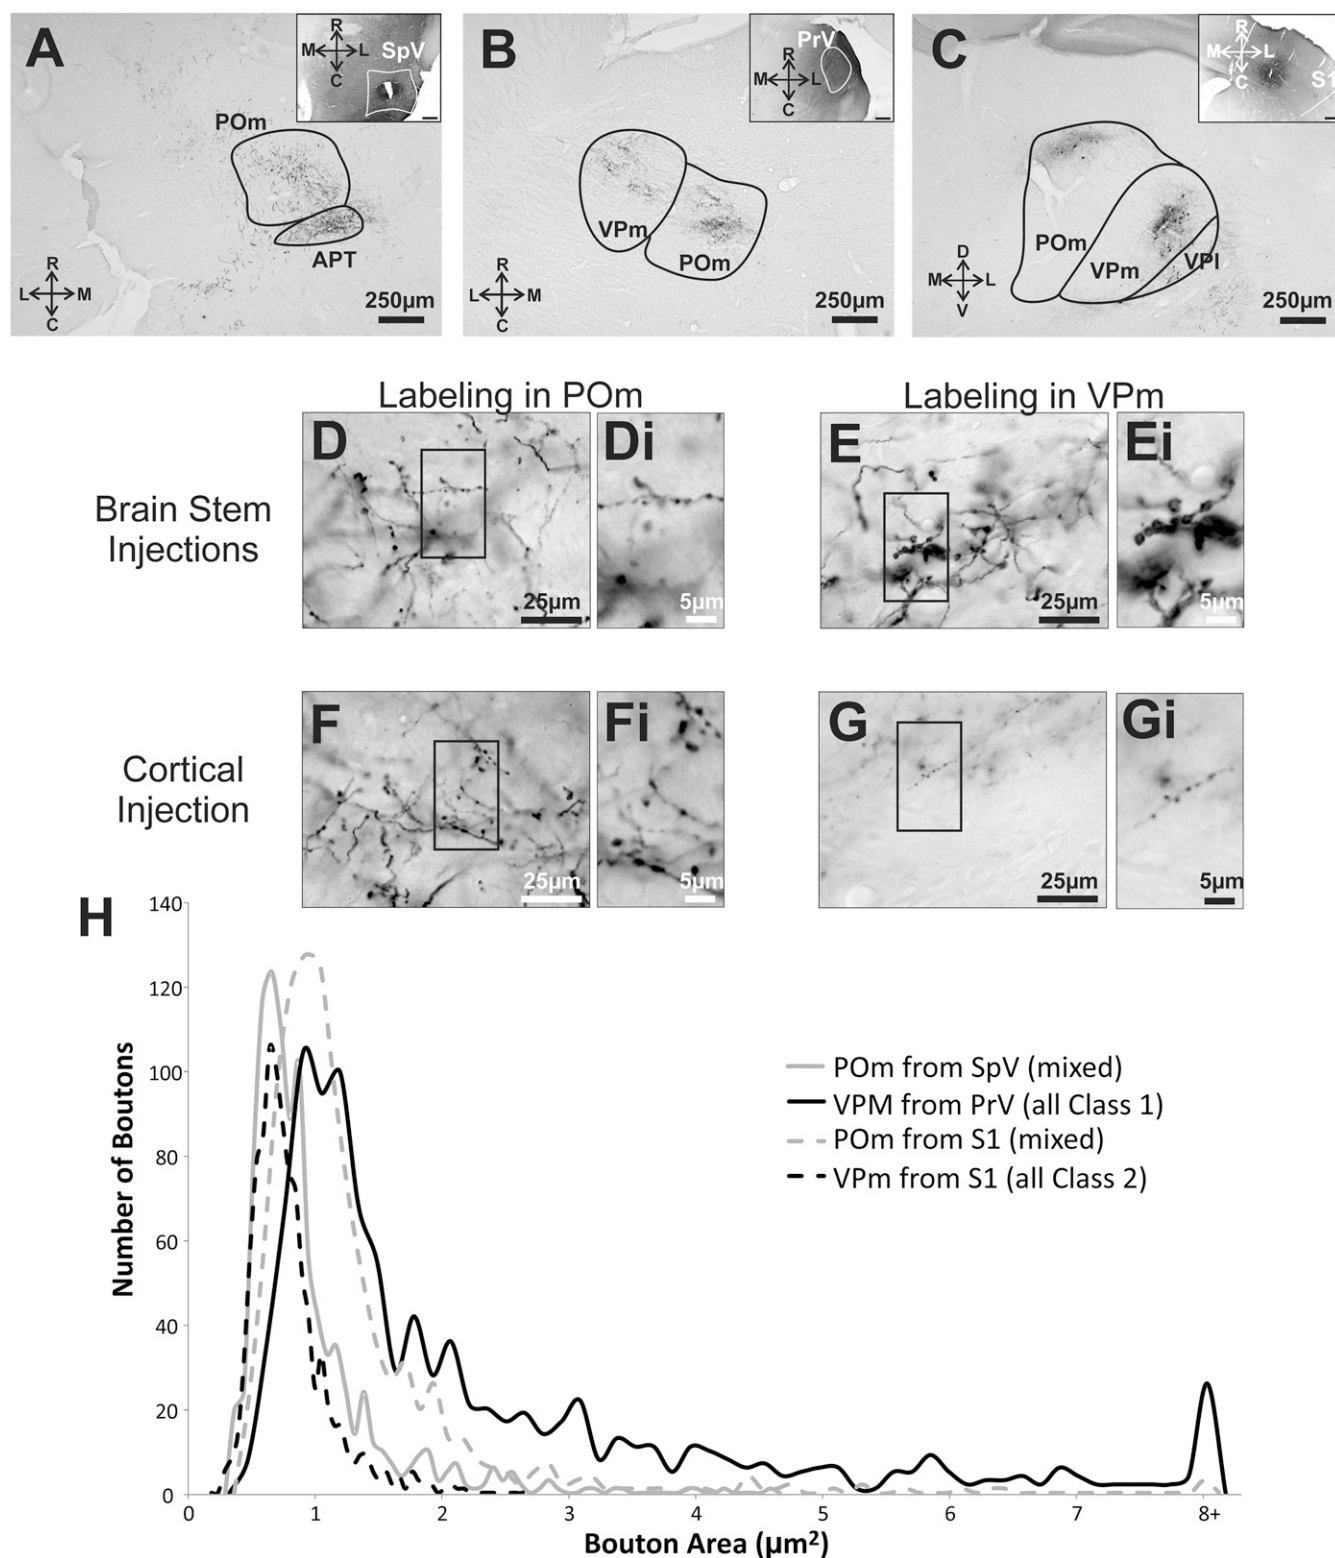 A
R
M L
C
SpV
POm
APT
R
L M
C
250µm
B
PrV
R
M L
C
VPm
POm
R
L M
C
250µm
C
R
M L
C
S1
POm
VPm
VPl
D
M L
V
250µm
Labeling in POm
Labeling in VPm
Brain Stem
Injections
D
25µm
Di
5µm
E
25µm
Ei
5µm
Cortical
Injection
F
25µm
Fi
5µm
G
25µm
Gi
5µm
H
140
120
100
80
60
40
20
0
Number of Boutons
POm from SpV (mixed)
VPM from PrV (all Class 1)
POm from S1 (mixed)
VPm from S1 (all Class 2)
0 1 2 3 4 5 6 7 8+
Bouton Area (µm²)